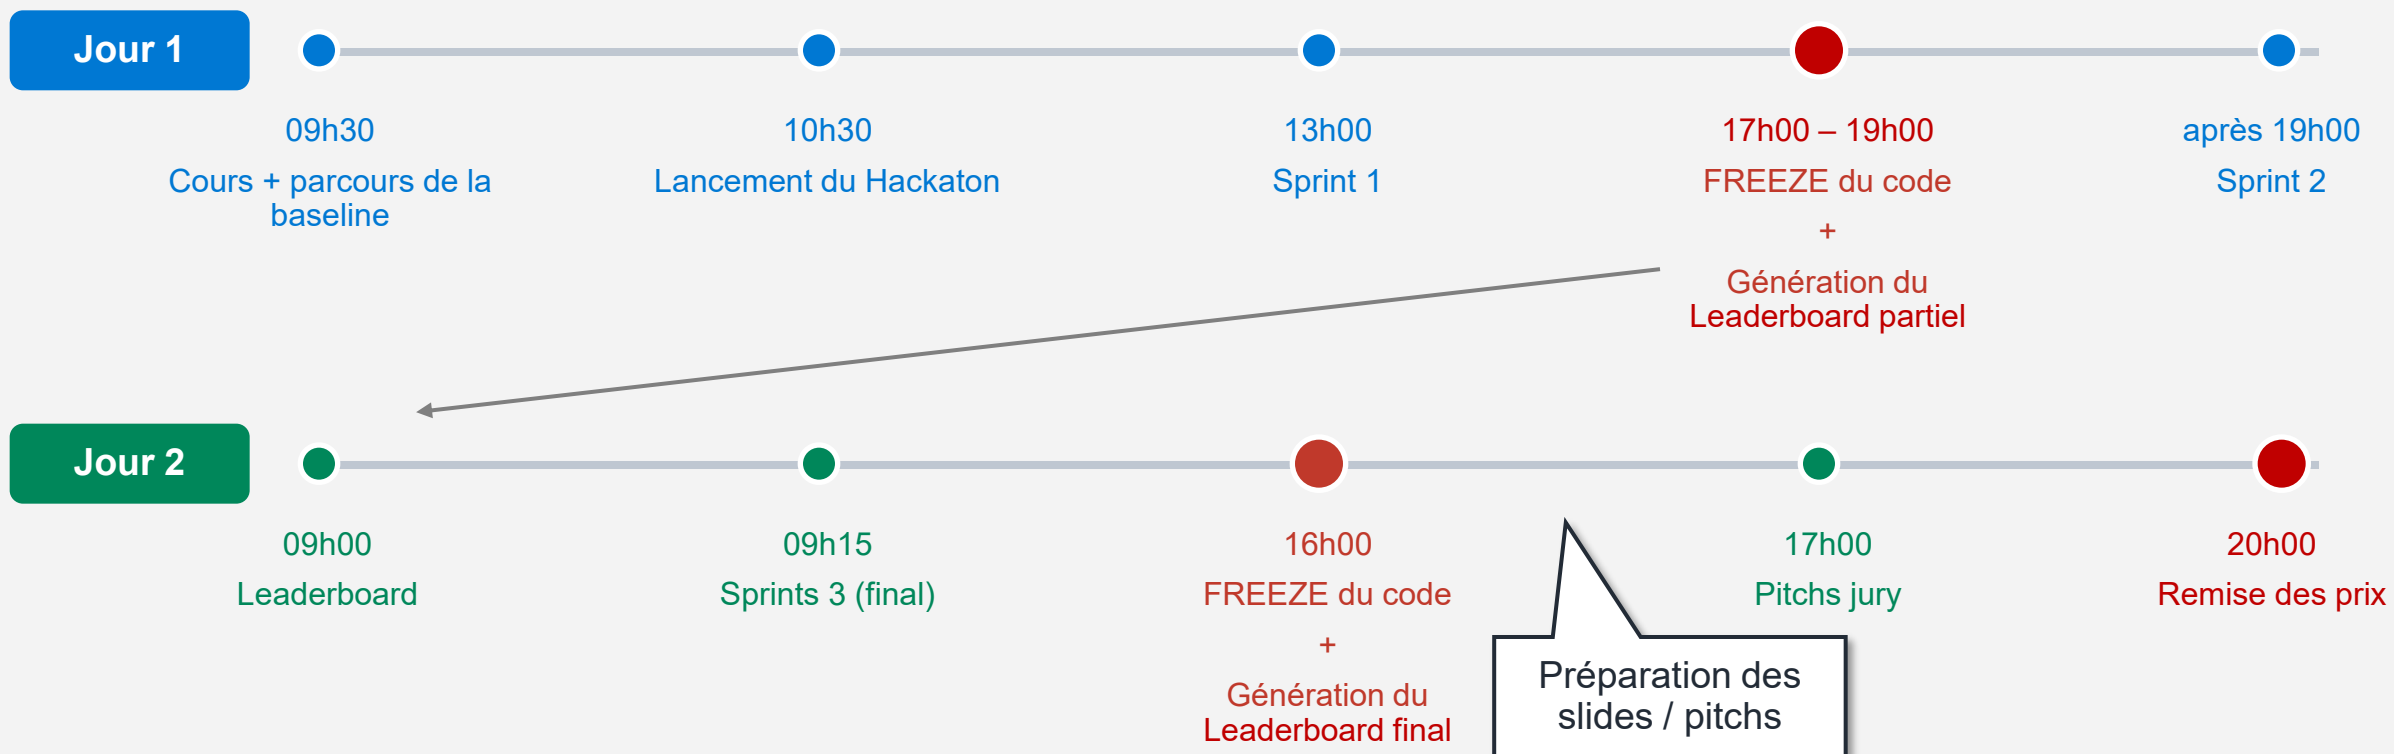 Jour 1
09h30
Cours + parcours de la
baseline
10h30
Lancement du Hackaton
13h00
Sprint 1
17h00 – 19h00
FREEZE du code
+
Génération du
Leaderboard partiel
après 19h00
Sprint 2
Jour 2
09h00
Leaderboard
09h15
Sprints 3 (final)
16h00
FREEZE du code
+
Génération du
Leaderboard final
Préparation des
slides / pitchs
17h00
Pitchs jury
20h00
Remise des prix